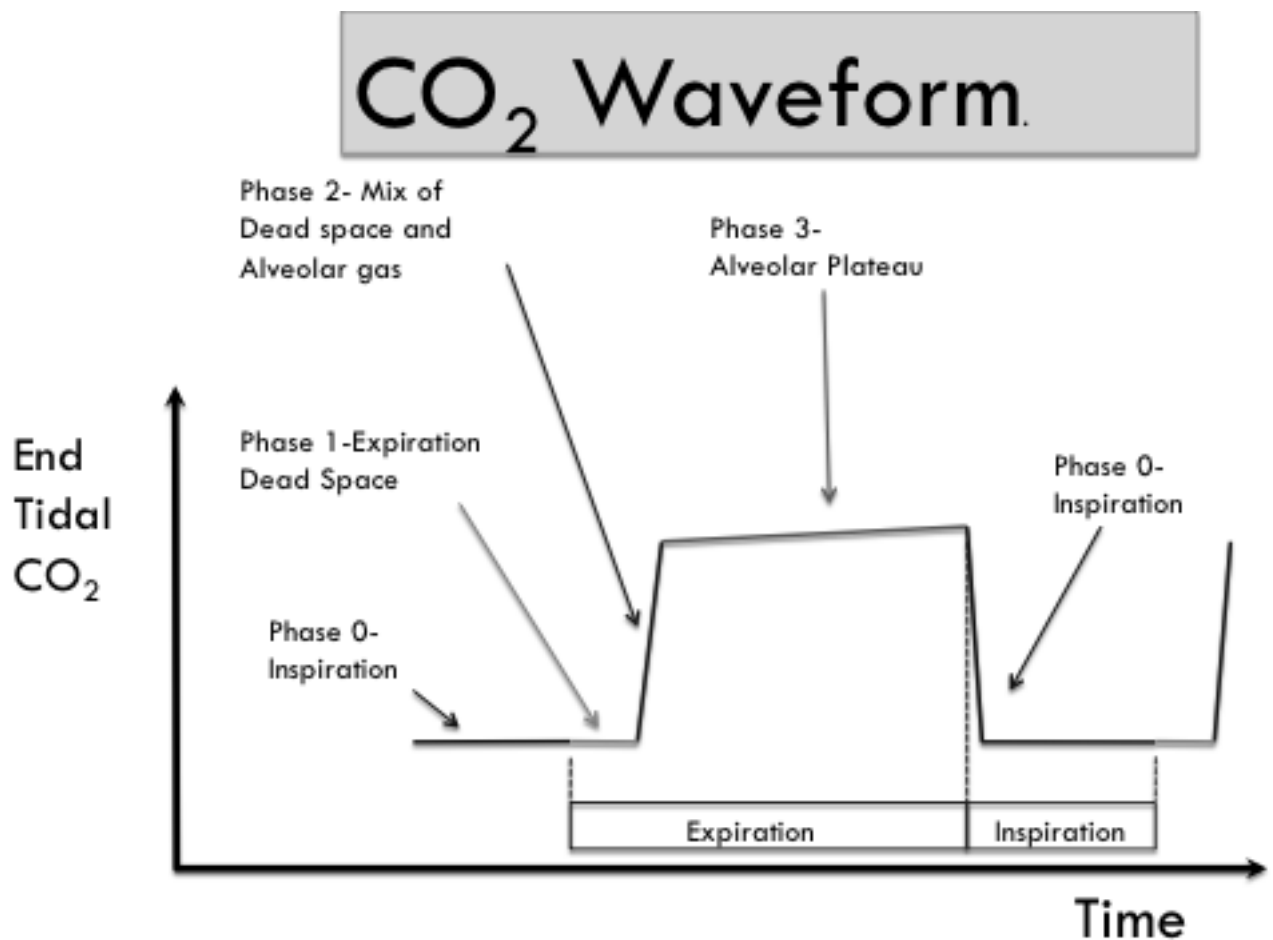 CO₂ Waveform.
Phase 2- Mix of
Dead space and
Alveolar gas
Phase 3-
Alveolar Plateau
Phase 1-Expiration
Dead Space
End
Tidal
CO₂
Phase 0-
Inspiration
Phase 0-
Inspiration
Expiration
Inspiration
Time